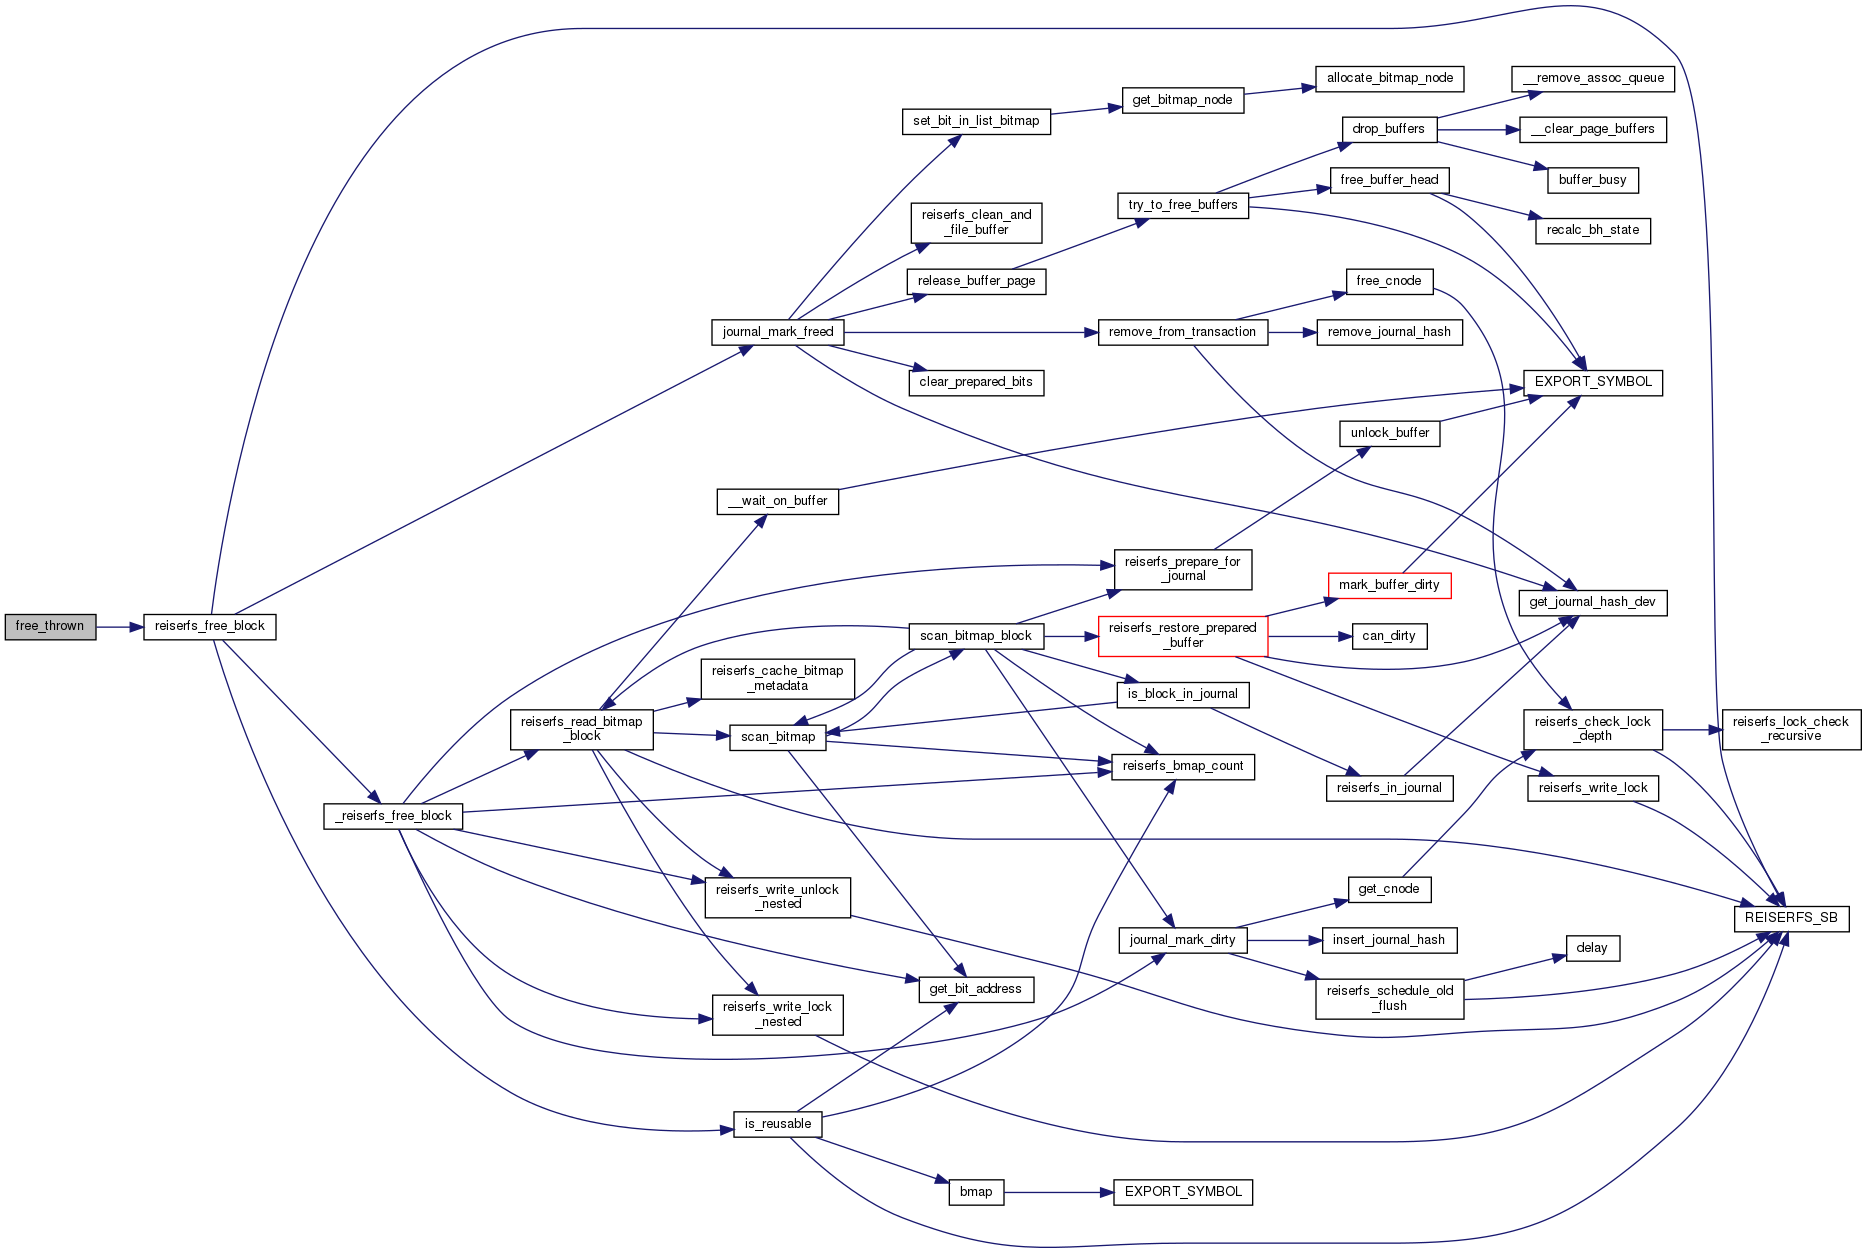 free_thrown
reiserfs_free_block
journal_mark_freed
_reiserfs_free_block
is_reusable
set_bit_in_list_bitmap
get_bitmap_node
allocate_bitmap_node
reiserfs_clean_and
_file_buffer
release_buffer_page
try_to_free_buffers
drop_buffers
__remove_assoc_queue
__clear_page_buffers
buffer_busy
free_buffer_head
recalc_bh_state
remove_from_transaction
free_cnode
remove_journal_hash
clear_prepared_bits
EXPORT_SYMBOL
unlock_buffer
__wait_on_buffer
reiserfs_prepare_for
_journal
mark_buffer_dirty
get_journal_hash_dev
scan_bitmap_block
reiserfs_restore_prepared
_buffer
can_dirty
reiserfs_cache_bitmap
_metadata
reiserfs_read_bitmap
_block
scan_bitmap
is_block_in_journal
reiserfs_bmap_count
reiserfs_in_journal
reiserfs_check_lock
_depth
reiserfs_lock_check
_recursive
reiserfs_write_lock
reiserfs_write_unlock
_nested
get_cnode
REISERFS_SB
journal_mark_dirty
insert_journal_hash
delay
reiserfs_schedule_old
_flush
get_bit_address
reiserfs_write_lock
_nested
bmap
EXPORT_SYMBOL